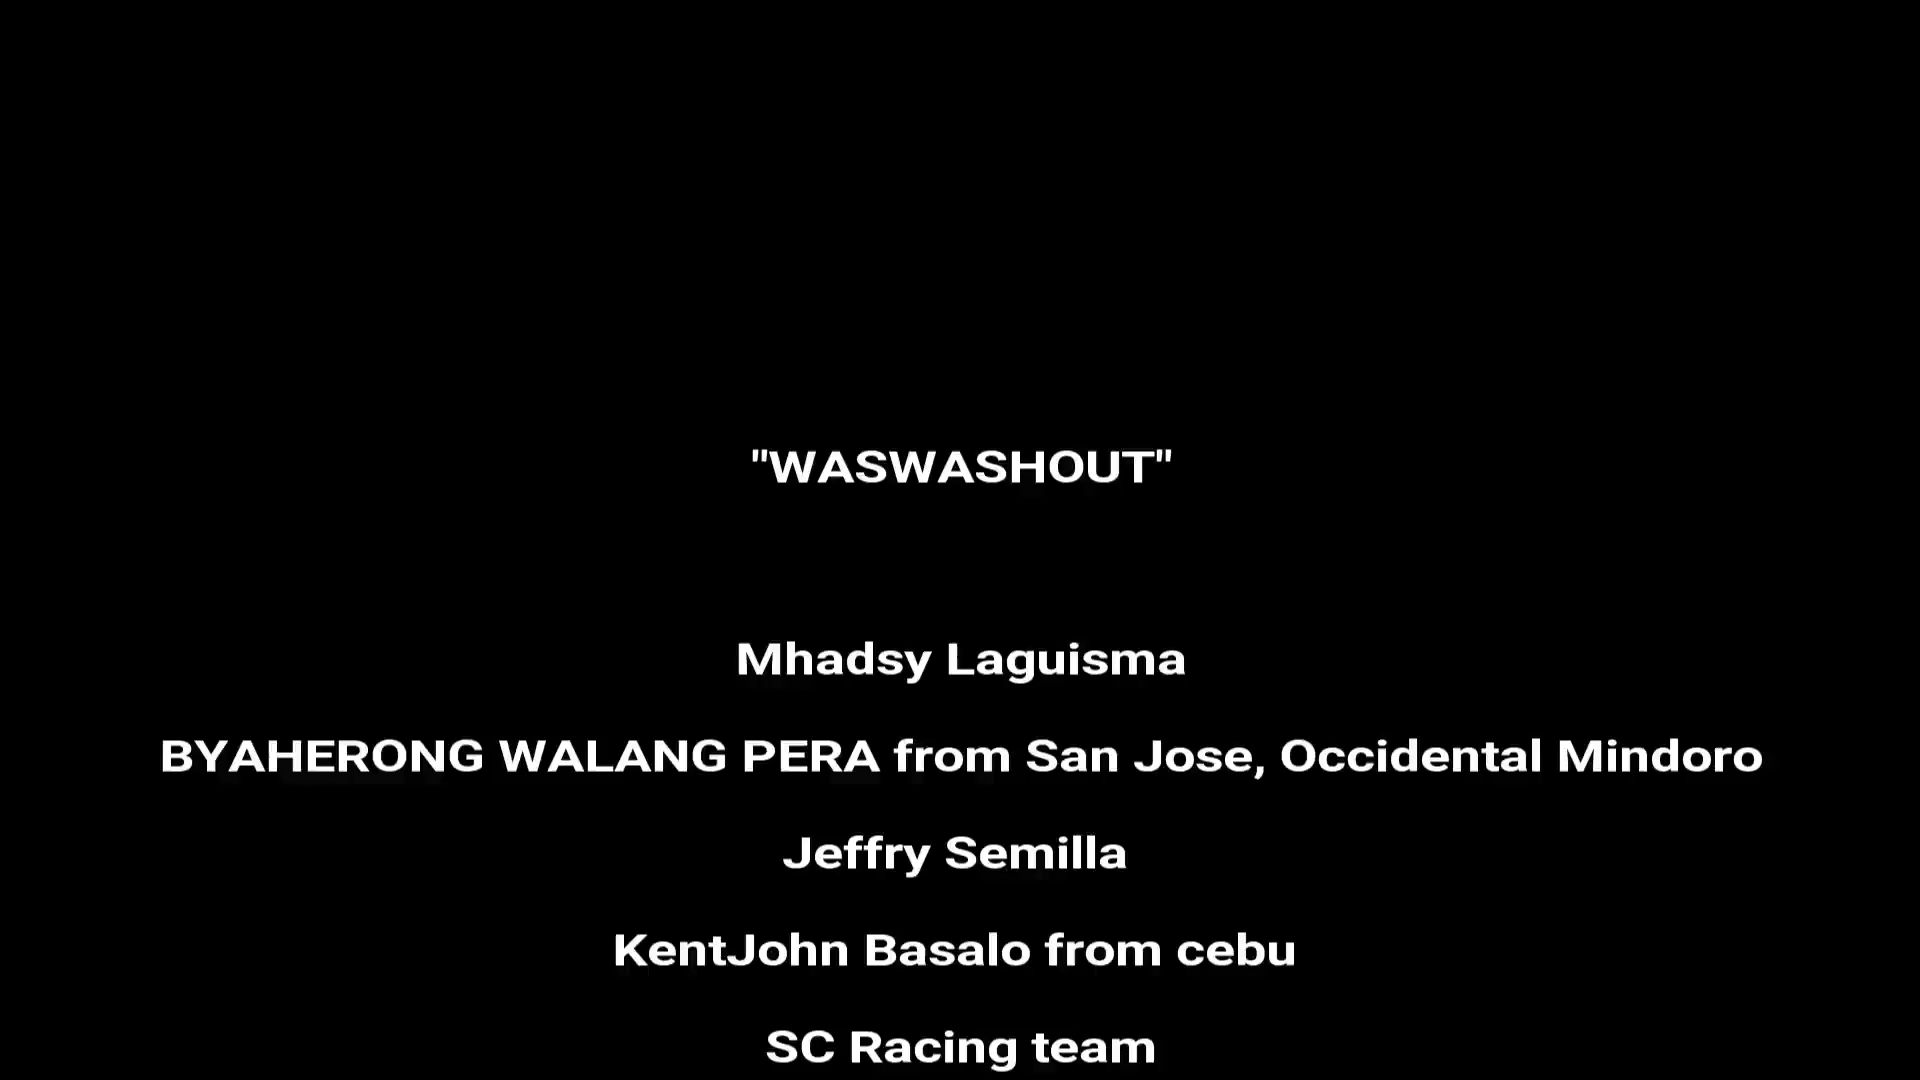 "WASWASHOUT"
Mhadsy Laguisma
BYAHERONG WALANG PERA from San Jose, Occidental Mindoro
Jeffry Semilla
KentJohn Basalo from cebu
SC Racing team